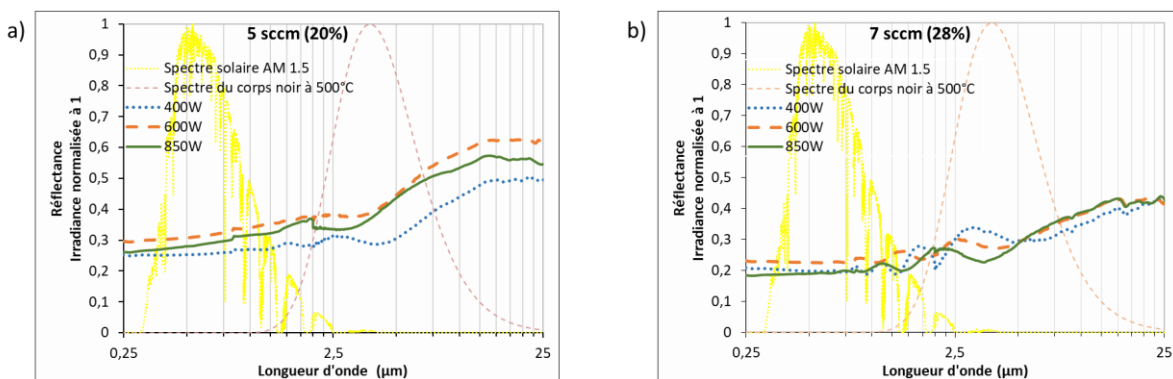 a)
5 sccm (20%)
Réflectance
Irradiance normalisée à 1
1
0,9
0,8
0,7
0,6
0,5
0,4
0,3
0,2
0,1
0
Spectre solaire AM 1.5
Spectre du corps noir à 500°C
400W
600W
850W
0,25
2,5
25
Longueur d'onde (µm)
b)
7 sccm (28%)
Réflectance
Irradiance normalisée à 1
1
0,9
0,8
0,7
0,6
0,5
0,4
0,3
0,2
0,1
0
Spectre solaire AM 1.5
Spectre du corps noir à 500°C
400W
600W
850W
0,25
2,5
25
Longueur d'onde (µm)